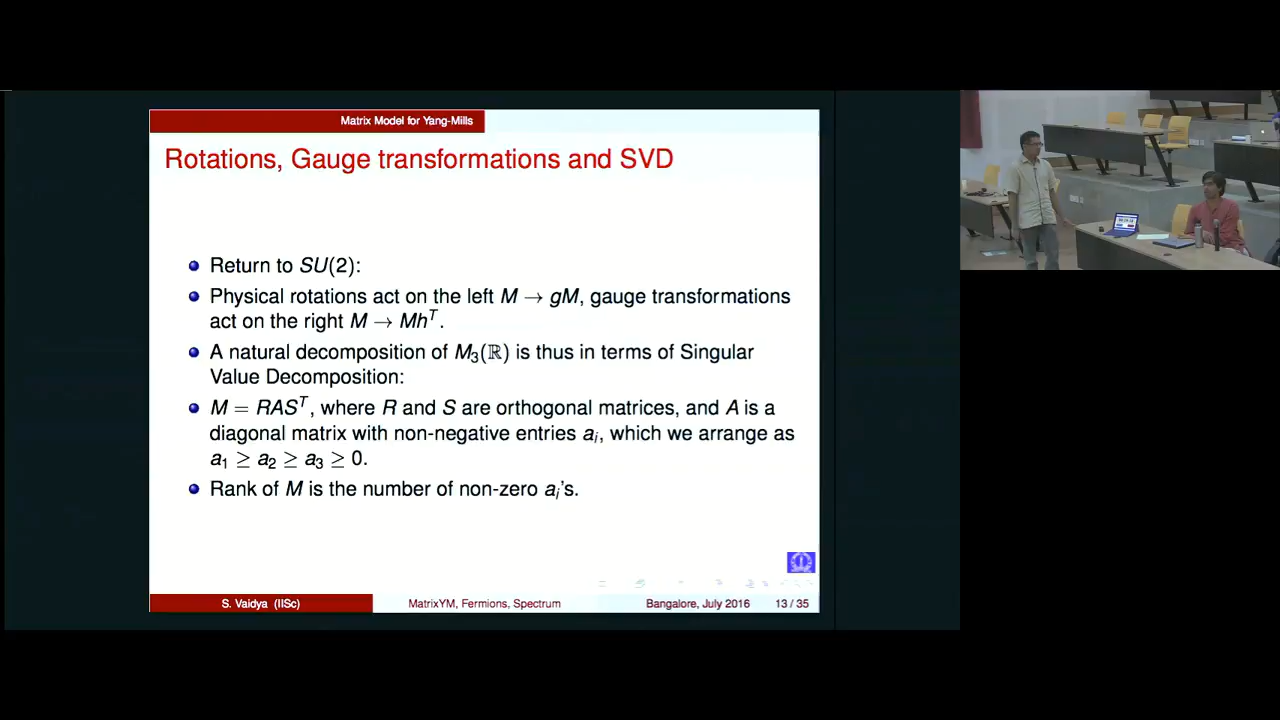 Matrix Model for Yang-Mills
Rotations, Gauge transformations and SVD
Return to SU(2):
Physical rotations act on the left M → gM, gauge transformations
act on the right M → Mhᵀ.
A natural decomposition of M₃(ℝ) is thus in terms of Singular
Value Decomposition:
M = RASᵀ, where R and S are orthogonal matrices, and A is a
diagonal matrix with non-negative entries aᵢ, which we arrange as
a₁ ≥ a₂ ≥ a₃ ≥ 0.
Rank of M is the number of non-zero aᵢ's.
S. Vaidya (IISc) MatrixYM, Fermions, Spectrum Bangalore, July 2016 13 / 35